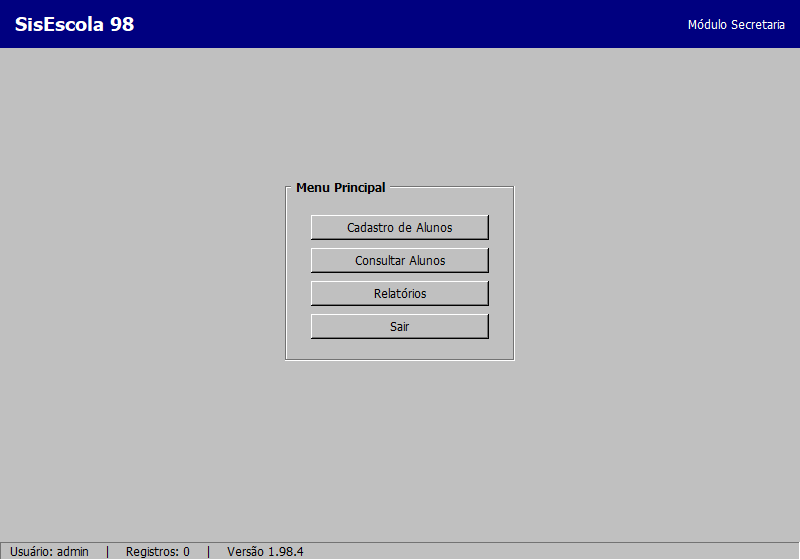 SisEscola 98
Módulo Secretaria
Menu Principal
Cadastro de Alunos
Consultar Alunos
Relatórios
Sair
Usuário: admin | Registros: 0 | Versão 1.98.4